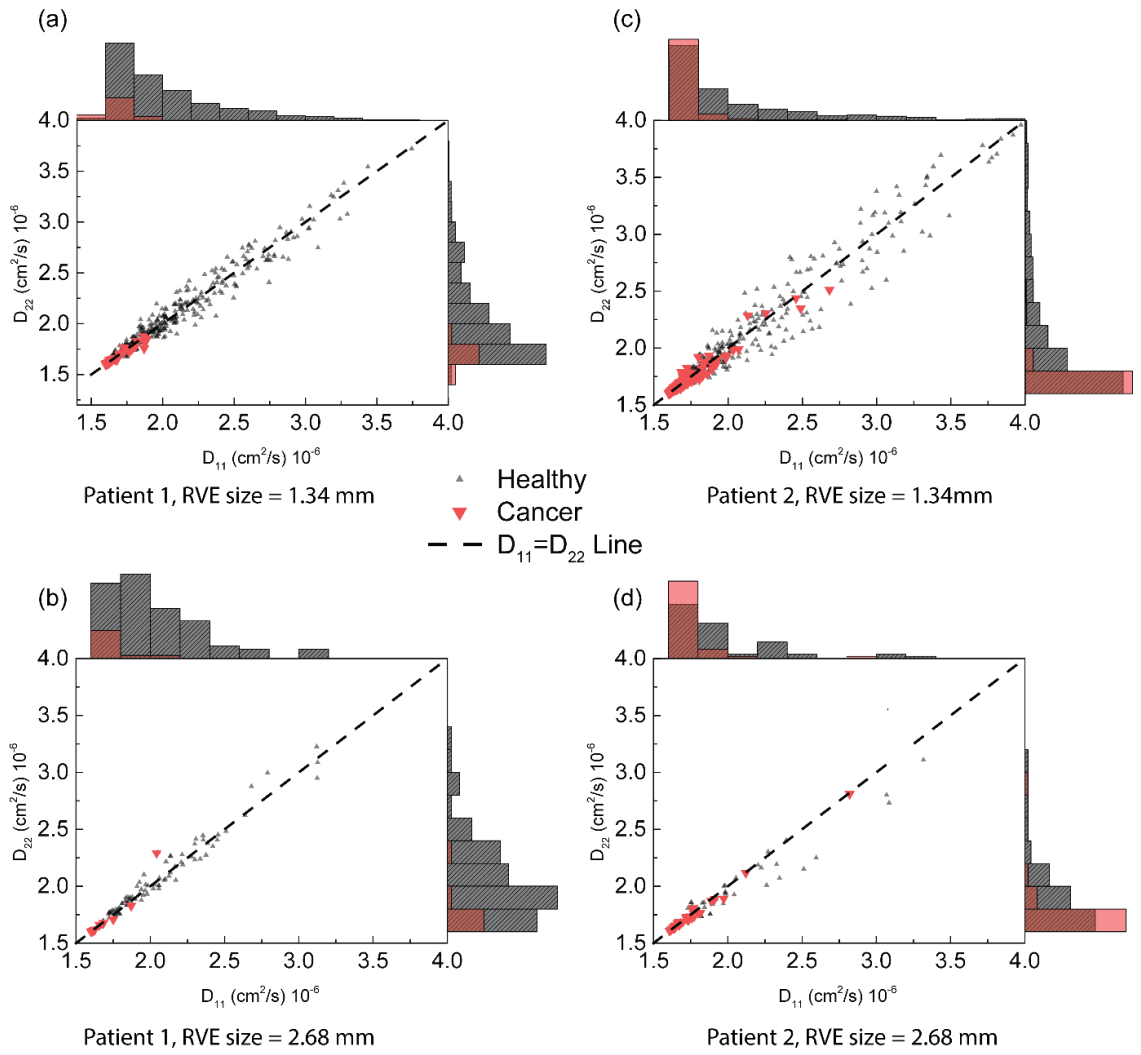 (a)
4.0
3.5
3.0
2.5
2.0
1.5
D₂₂ (cm²/s) 10⁻⁶
1.5 2.0 2.5 3.0 3.5 4.0
D₁₁ (cm²/s) 10⁻⁶
Patient 1, RVE size = 1.34 mm
(c)
4.0
3.5
3.0
2.5
2.0
1.5
D₂₂ (cm²/s) 10⁻⁶
1.5 2.0 2.5 3.0 3.5 4.0
D₁₁ (cm²/s) 10⁻⁶
Patient 2, RVE size = 1.34mm
Healthy
Cancer
D₁₁=D₂₂ Line
(b)
4.0
3.5
3.0
2.5
2.0
1.5
D₂₂ (cm²/s) 10⁻⁶
1.5 2.0 2.5 3.0 3.5 4.0
D₁₁ (cm²/s) 10⁻⁶
Patient 1, RVE size = 2.68 mm
(d)
4.0
3.5
3.0
2.5
2.0
1.5
D₂₂ (cm²/s) 10⁻⁶
1.5 2.0 2.5 3.0 3.5 4.0
D₁₁ (cm²/s) 10⁻⁶
Patient 2, RVE size = 2.68 mm